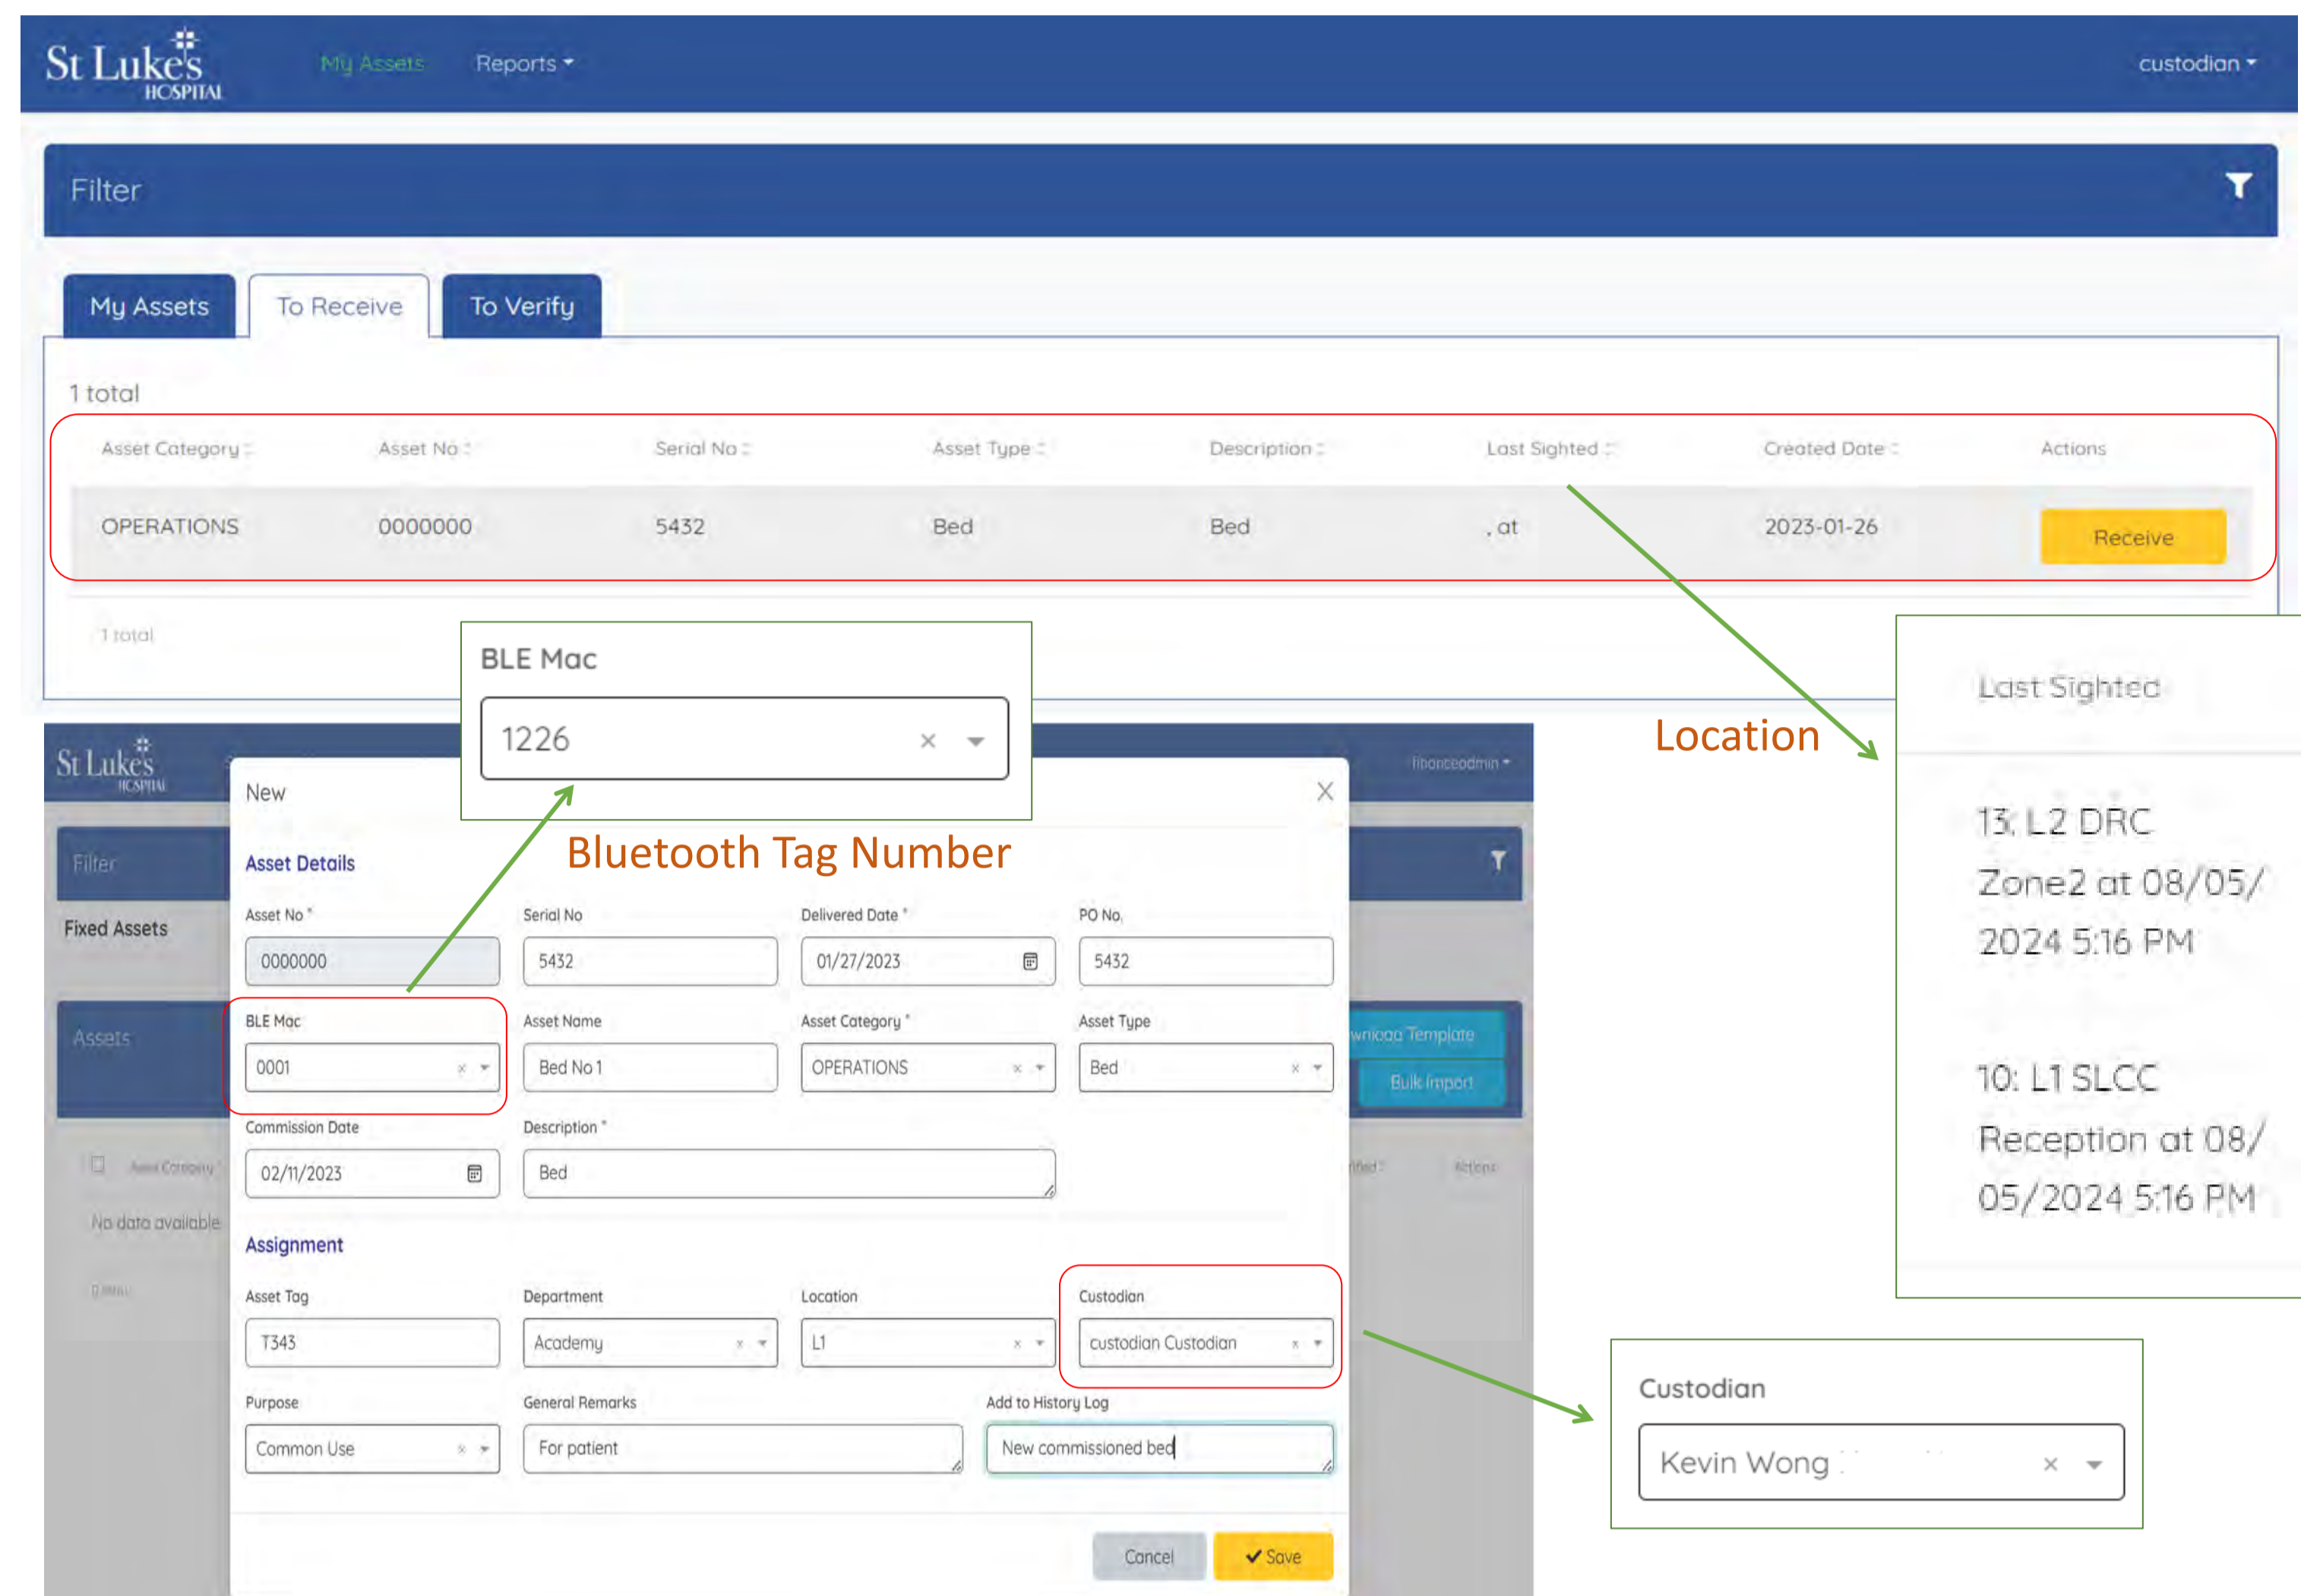 St Luke's
HOSPITAL
My Assets
Reports
custodian
Filter
My Assets
To Receive
To Verify
1 total
Asset Category
Asset No
Serial No
Asset Type
Description
Last Sighted
Created Date
Actions
OPERATIONS
0000000
5432
Bed
Bed
, at
2023-01-26
Receive
1 total
BLE Mac
1226
Bluetooth Tag Number
Location
Last Sighted
13: L2 DRC
Zone2 at 08/05/
2024 5:16 PM
10: L1 SLCC
Reception at 08/
05/2024 5:16 PM
St Luke's
HOSPITAL
financeadmin
Filter
Fixed Assets
Assets
Template
Bulk Import
Actions
No data available
New
X
Asset Details
Asset No *
Serial No
Delivered Date *
PO No.
0000000
5432
01/27/2023
5432
BLE Mac
Asset Name
Asset Category *
Asset Type
0001
Bed No 1
OPERATIONS
Bed
Commission Date
Description *
02/11/2023
Bed
Assignment
Asset Tag
Department
Location
Custodian
T343
Academy
L1
custodian Custodian
Purpose
General Remarks
Add to History Log
Common Use
For patient
New commissioned bed
Cancel
Save
Custodian
Kevin Wong